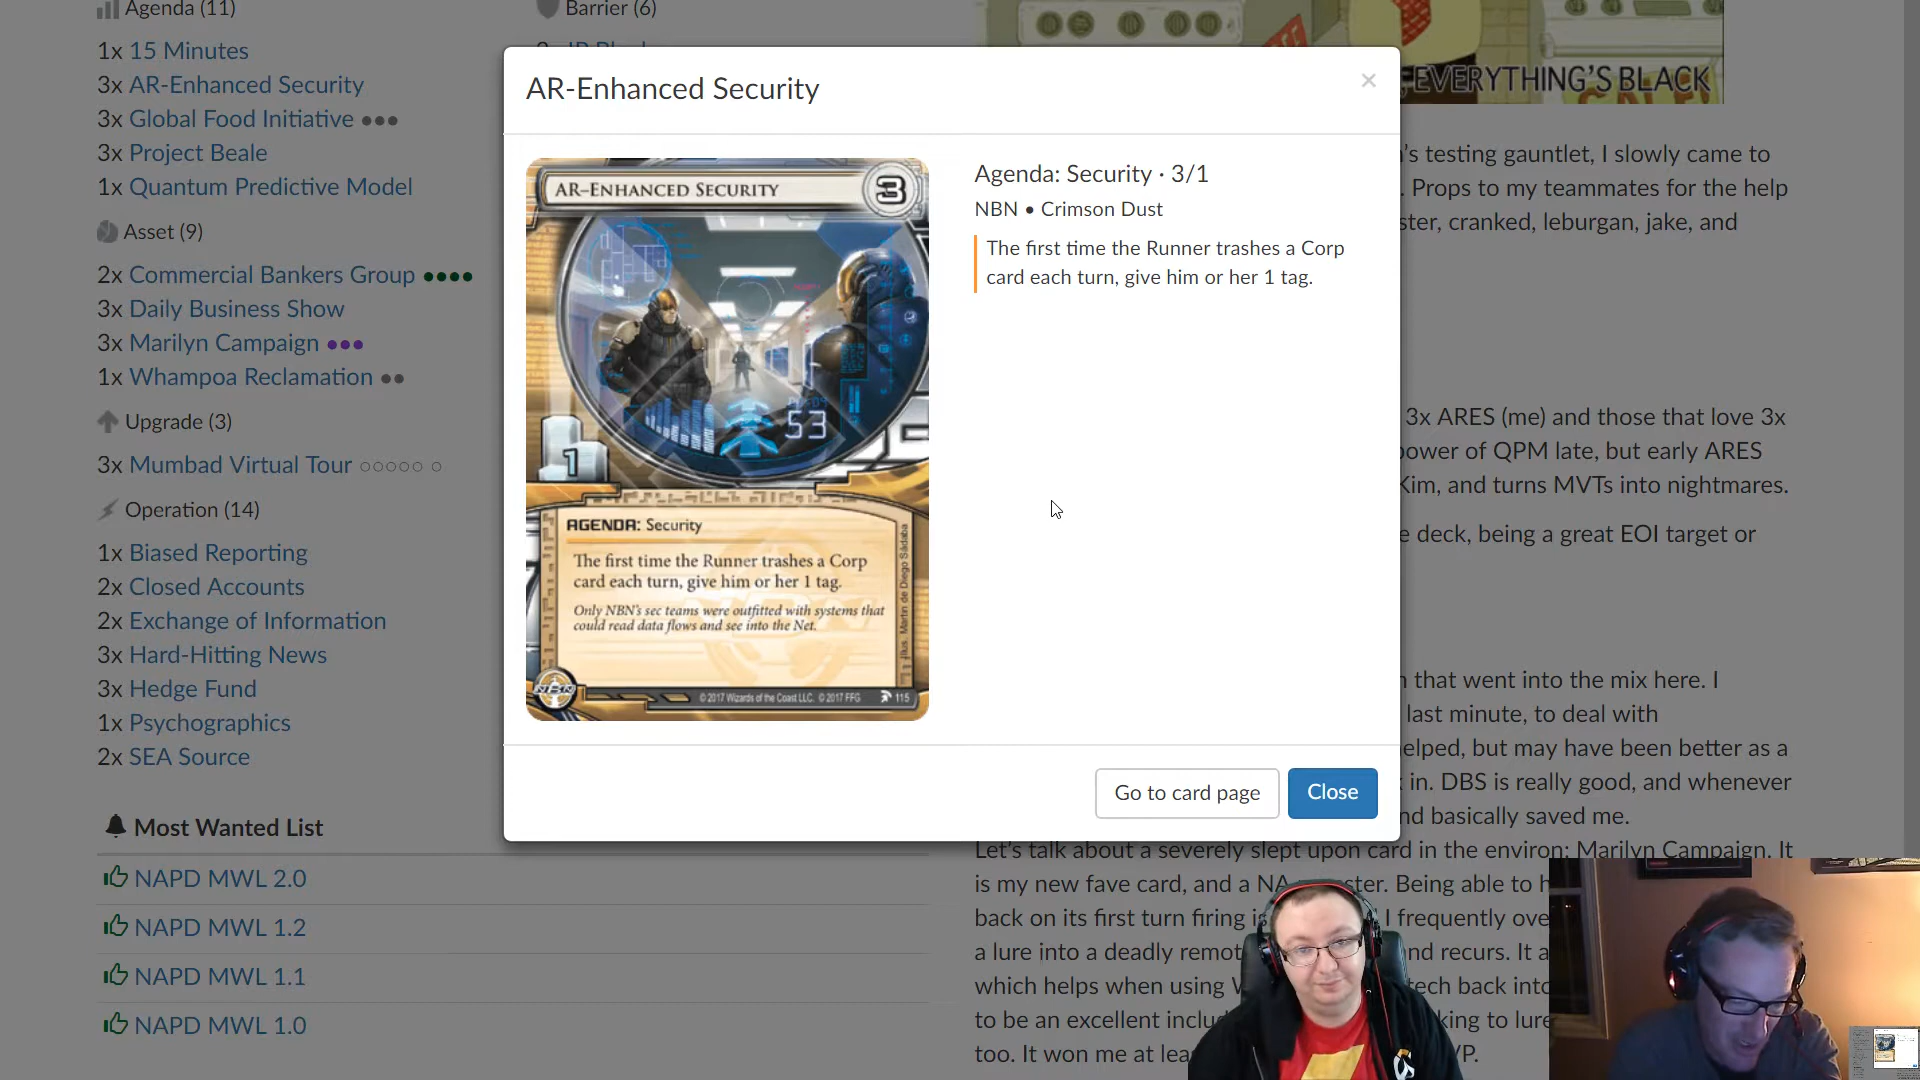 Agenda (11)
1x 15 Minutes
3x AR-Enhanced Security
3x Global Food Initiative
3x Project Beale
1x Quantum Predictive Model
Asset (9)
2x Commercial Bankers Group
3x Daily Business Show
3x Marilyn Campaign
1x Whampoa Reclamation
Upgrade (3)
3x Mumbad Virtual Tour
Operation (14)
1x Biased Reporting
2x Closed Accounts
2x Exchange of Information
3x Hard-Hitting News
3x Hedge Fund
1x Psychographics
2x SEA Source
Most Wanted List
NAPD MWL 2.0
NAPD MWL 1.2
NAPD MWL 1.1
NAPD MWL 1.0
Barrier (6)
AR-Enhanced Security
×
AR-Enhanced Security
3
53
1
AGENDA: Security
The first time the Runner trashes a Corp
card each turn, give him or her 1 tag.
Only NBN's sec teams were outfitted with systems that
could read data flows and see into the Net.
Illus. Martin de Diego Sádaba
NBN
© 2017 Wizards of the Coast LLC. © 2017 FFG
115
Agenda: Security · 3/1
NBN • Crimson Dust
The first time the Runner trashes a Corp
card each turn, give him or her 1 tag.
Go to card page
Close
EVERYTHING'S BLACK
's testing gauntlet, I slowly came to
. Props to my teammates for the help
ster, cranked, leburgan, jake, and
3x ARES (me) and those that love 3x
power of QPM late, but early ARES
Kim, and turns MVTs into nightmares.
e deck, being a great EOI target or
that went into the mix here. I
last minute, to deal with
elped, but may have been better as a
in. DBS is really good, and whenever
nd basically saved me.
Let's talk about a severely slept upon card in the environ: Marilyn Campaign. It
is my new fave card, and a NA ster. Being able to h
back on its first turn firing is I frequently ove
a lure into a deadly remot nd recurs. It a
which helps when using tech back into
to be an excellent inclu king to lure
too. It won me at lea VP.